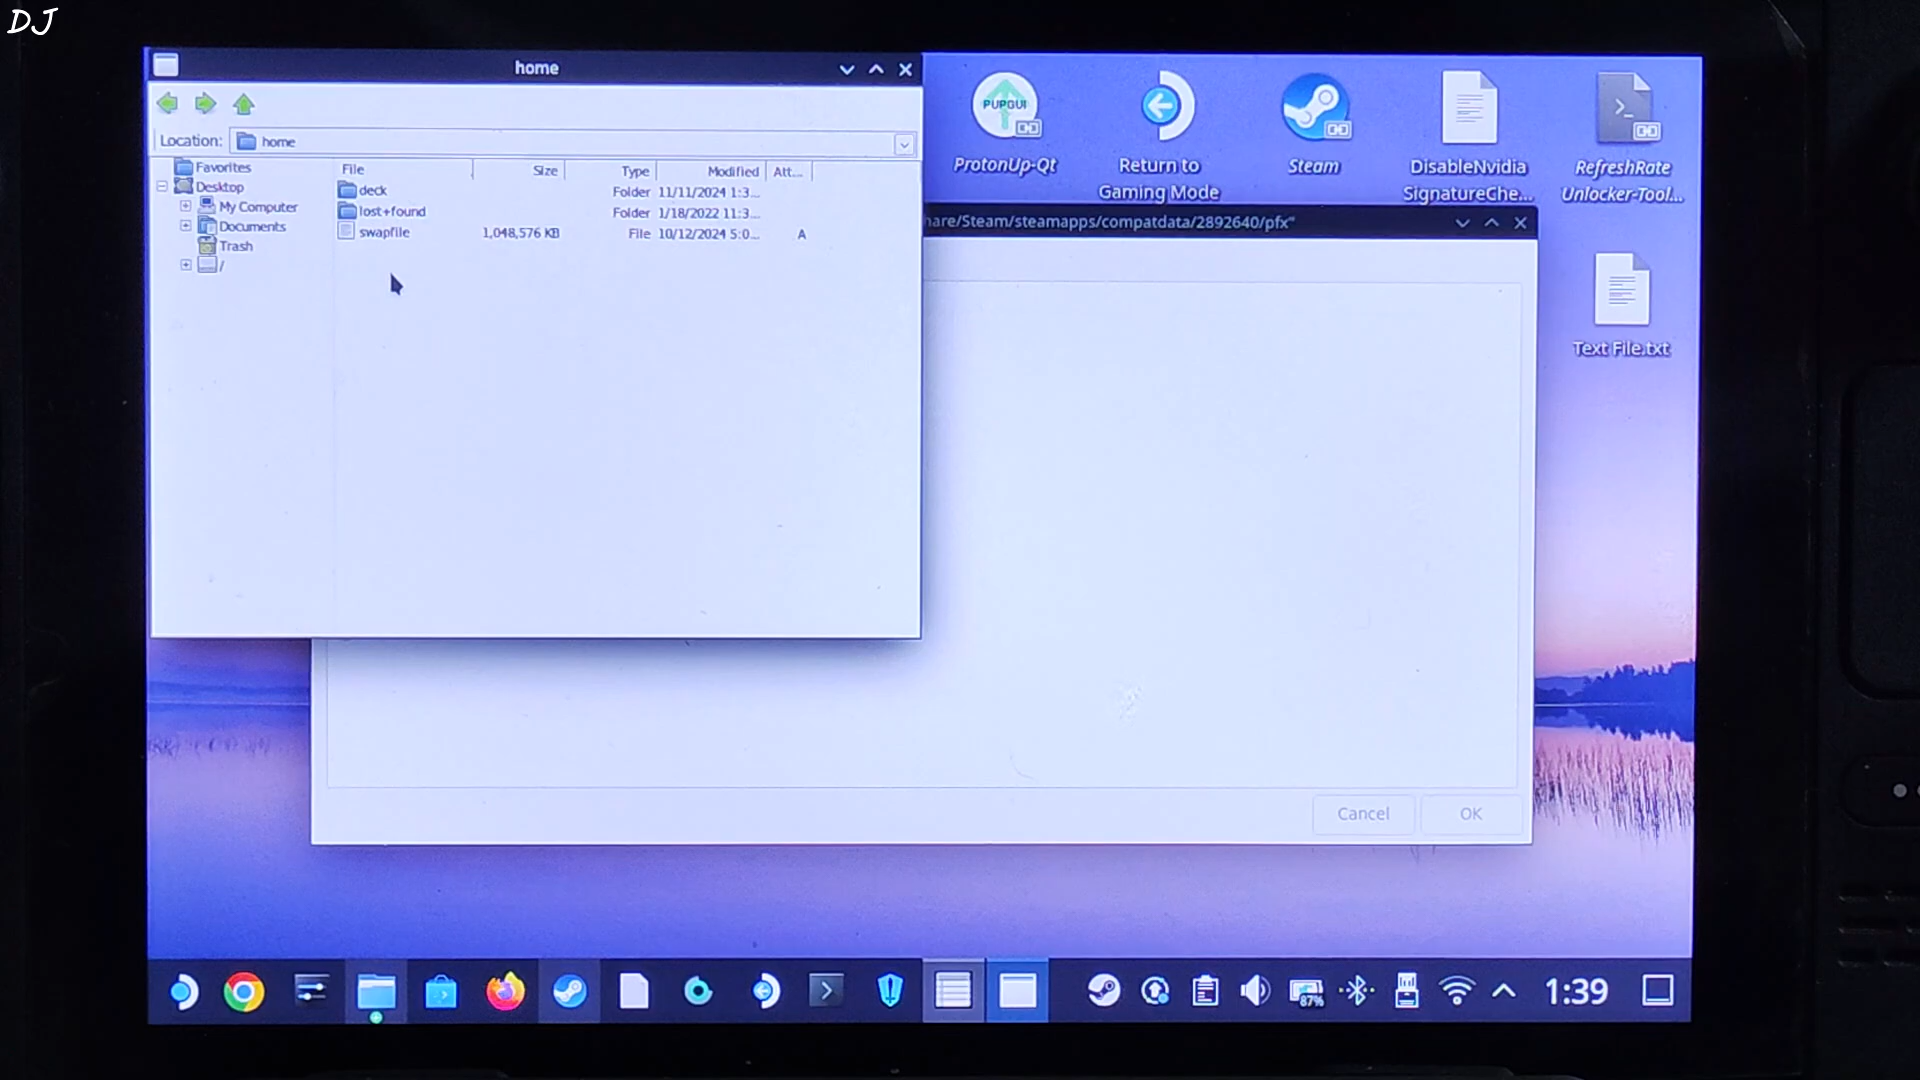 DJ
home
Location: home
Favorites
Desktop
My Computer
Documents
Trash
/
File Size Type Modified Att...
deck Folder 11/11/2024 1:3...
lost+found Folder 1/18/2022 11:3...
swapfile 1,048,576 KB File 10/12/2024 5:0... A
PUPGUI
ProtonUp-Qt
Return to
Gaming Mode
Steam
DisableNvidia
SignatureChe...
RefreshRate
Unlocker-Tool...
hare/Steam/steamapps/compatdata/2892640/pfx"
Text File.txt
Cancel OK
87%
1:39